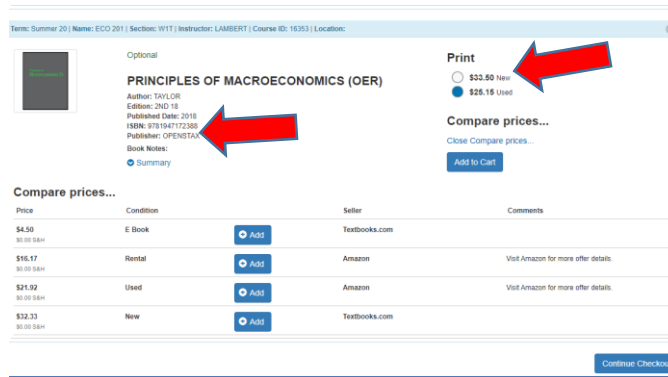 Term: Summer 20 | Name: ECO 201 | Section: W1T | Instructor: LAMBERT | Course ID: 16353 | Location:
Optional
PRINCIPLES OF MACROECONOMICS (OER)
Author: TAYLOR
Edition: 2ND 18
Published Date: 2018
ISBN: 9781947172388
Publisher: OPENSTAX
Book Notes:
Summary
Print
$33.50 New
$25.15 Used
Compare prices...
Close Compare prices...
Add to Cart
Compare prices...
Price Condition Seller Comments
$4.50 E Book Add Textbooks.com
$0.00 S&H
$16.17 Rental Add Amazon Visit Amazon for more offer details.
$0.00 S&H
$21.92 Used Add Amazon Visit Amazon for more offer details.
$0.00 S&H
$32.33 New Add Textbooks.com
$0.00 S&H
Continue Checkou